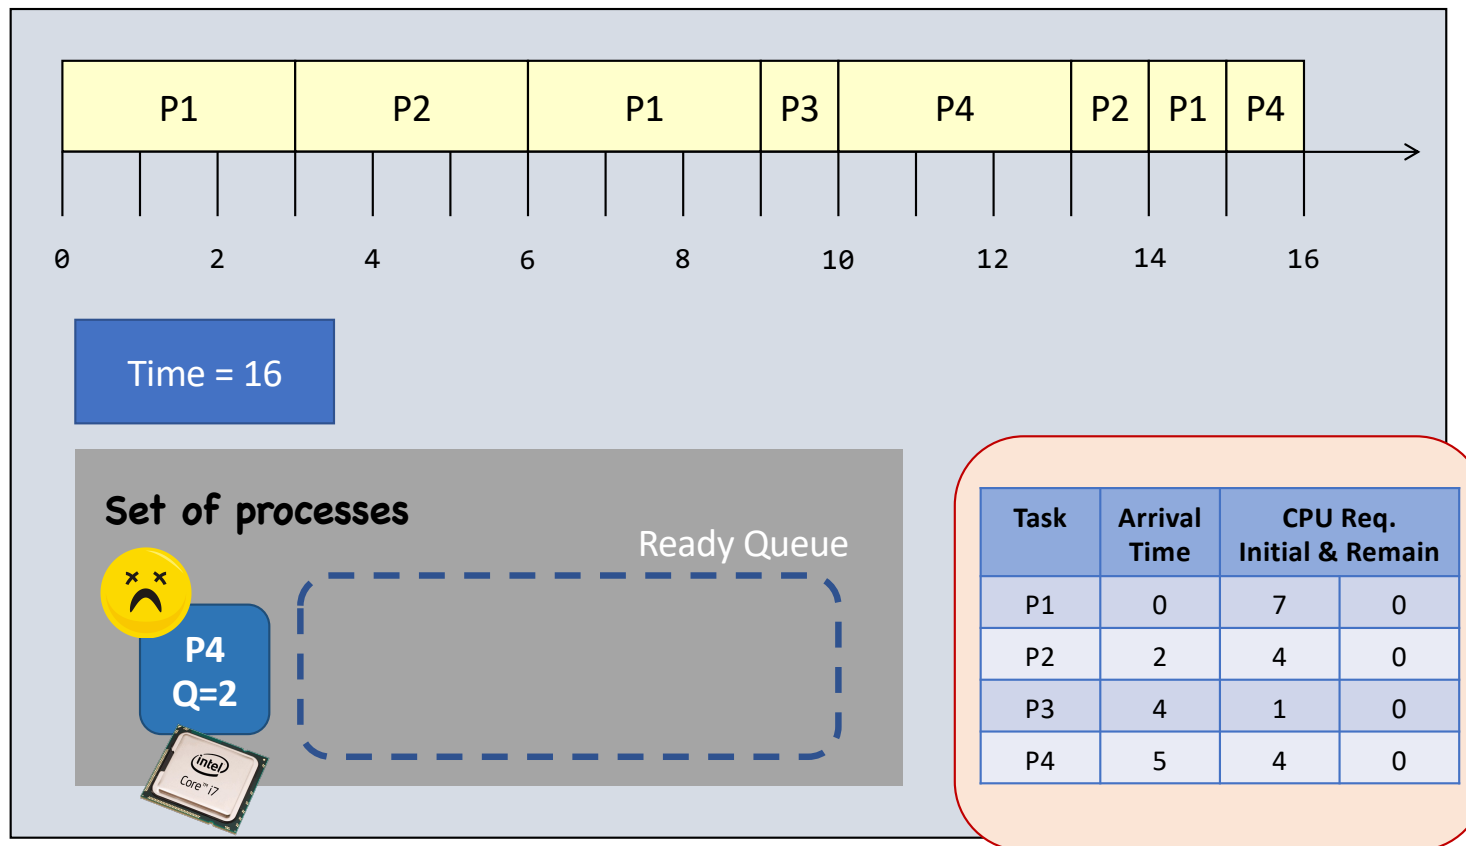 P1 P2 P1 P3 P4 P2 P1 P4
0 2 4 6 8 10 12 14 16
Time = 16
Set of processes
Ready Queue
P4
Q=2
intel
Core™ i7
Task Arrival Time CPU Req. Initial & Remain
P1 0 7 0
P2 2 4 0
P3 4 1 0
P4 5 4 0